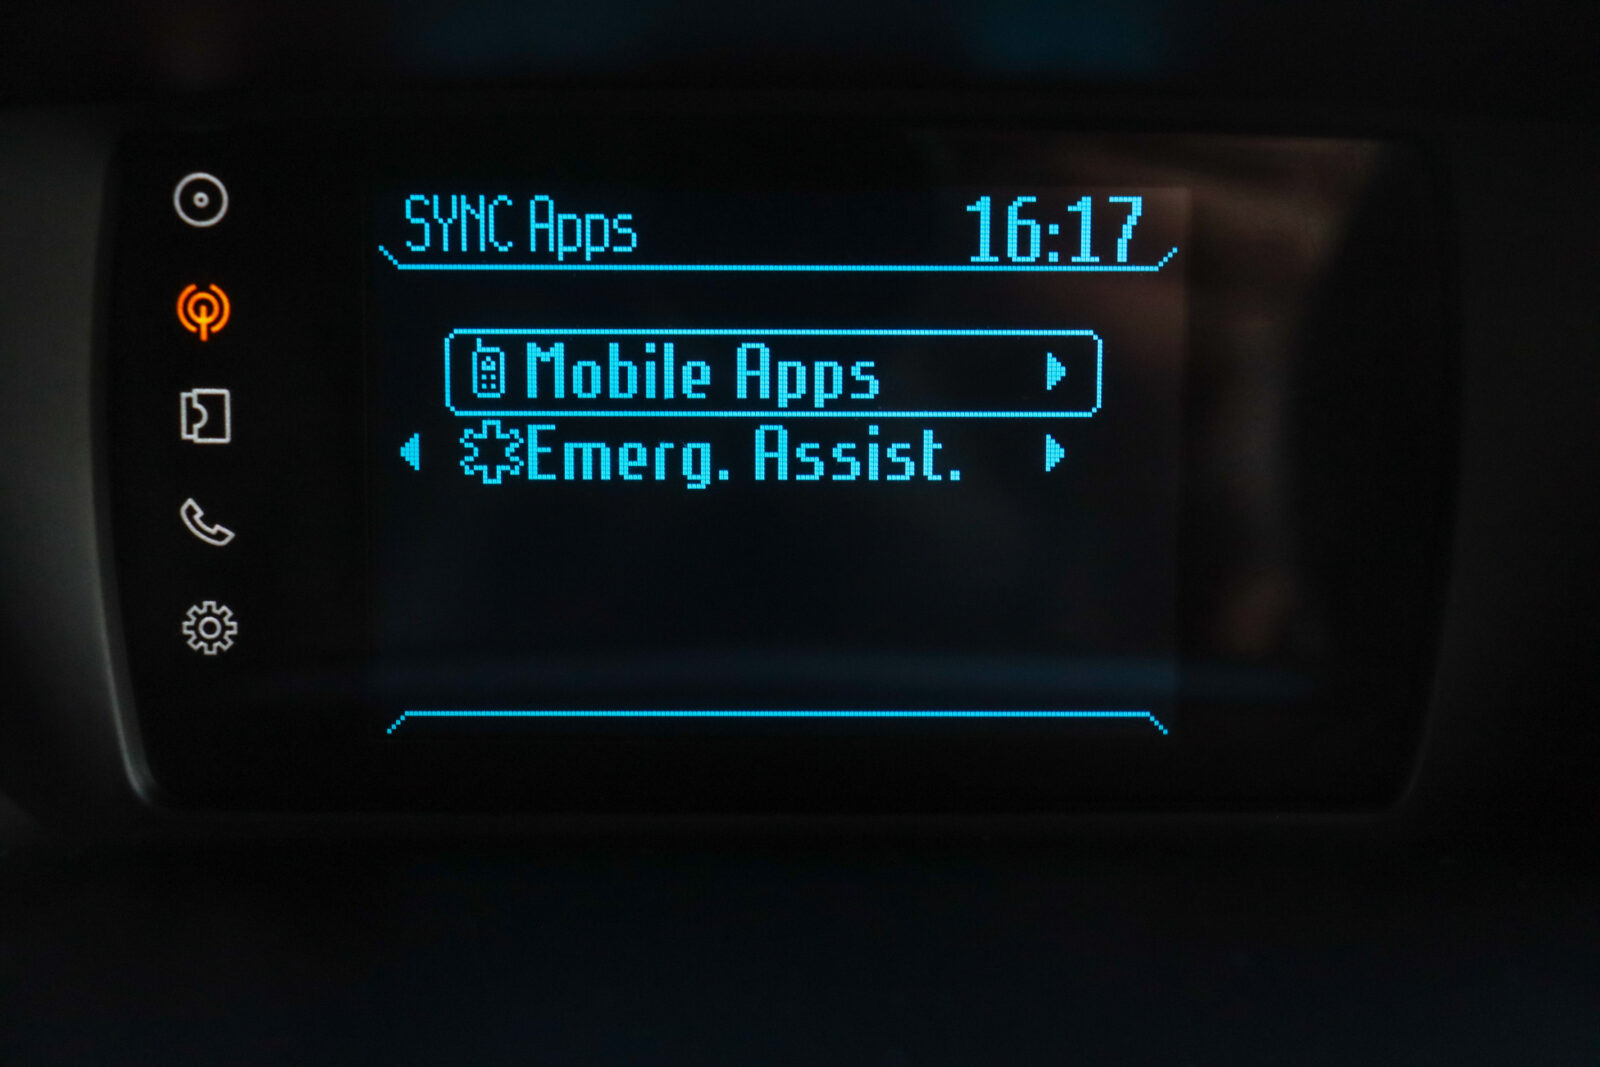 SYNC Apps 16:17
Mobile Apps
Emerg. Assist.